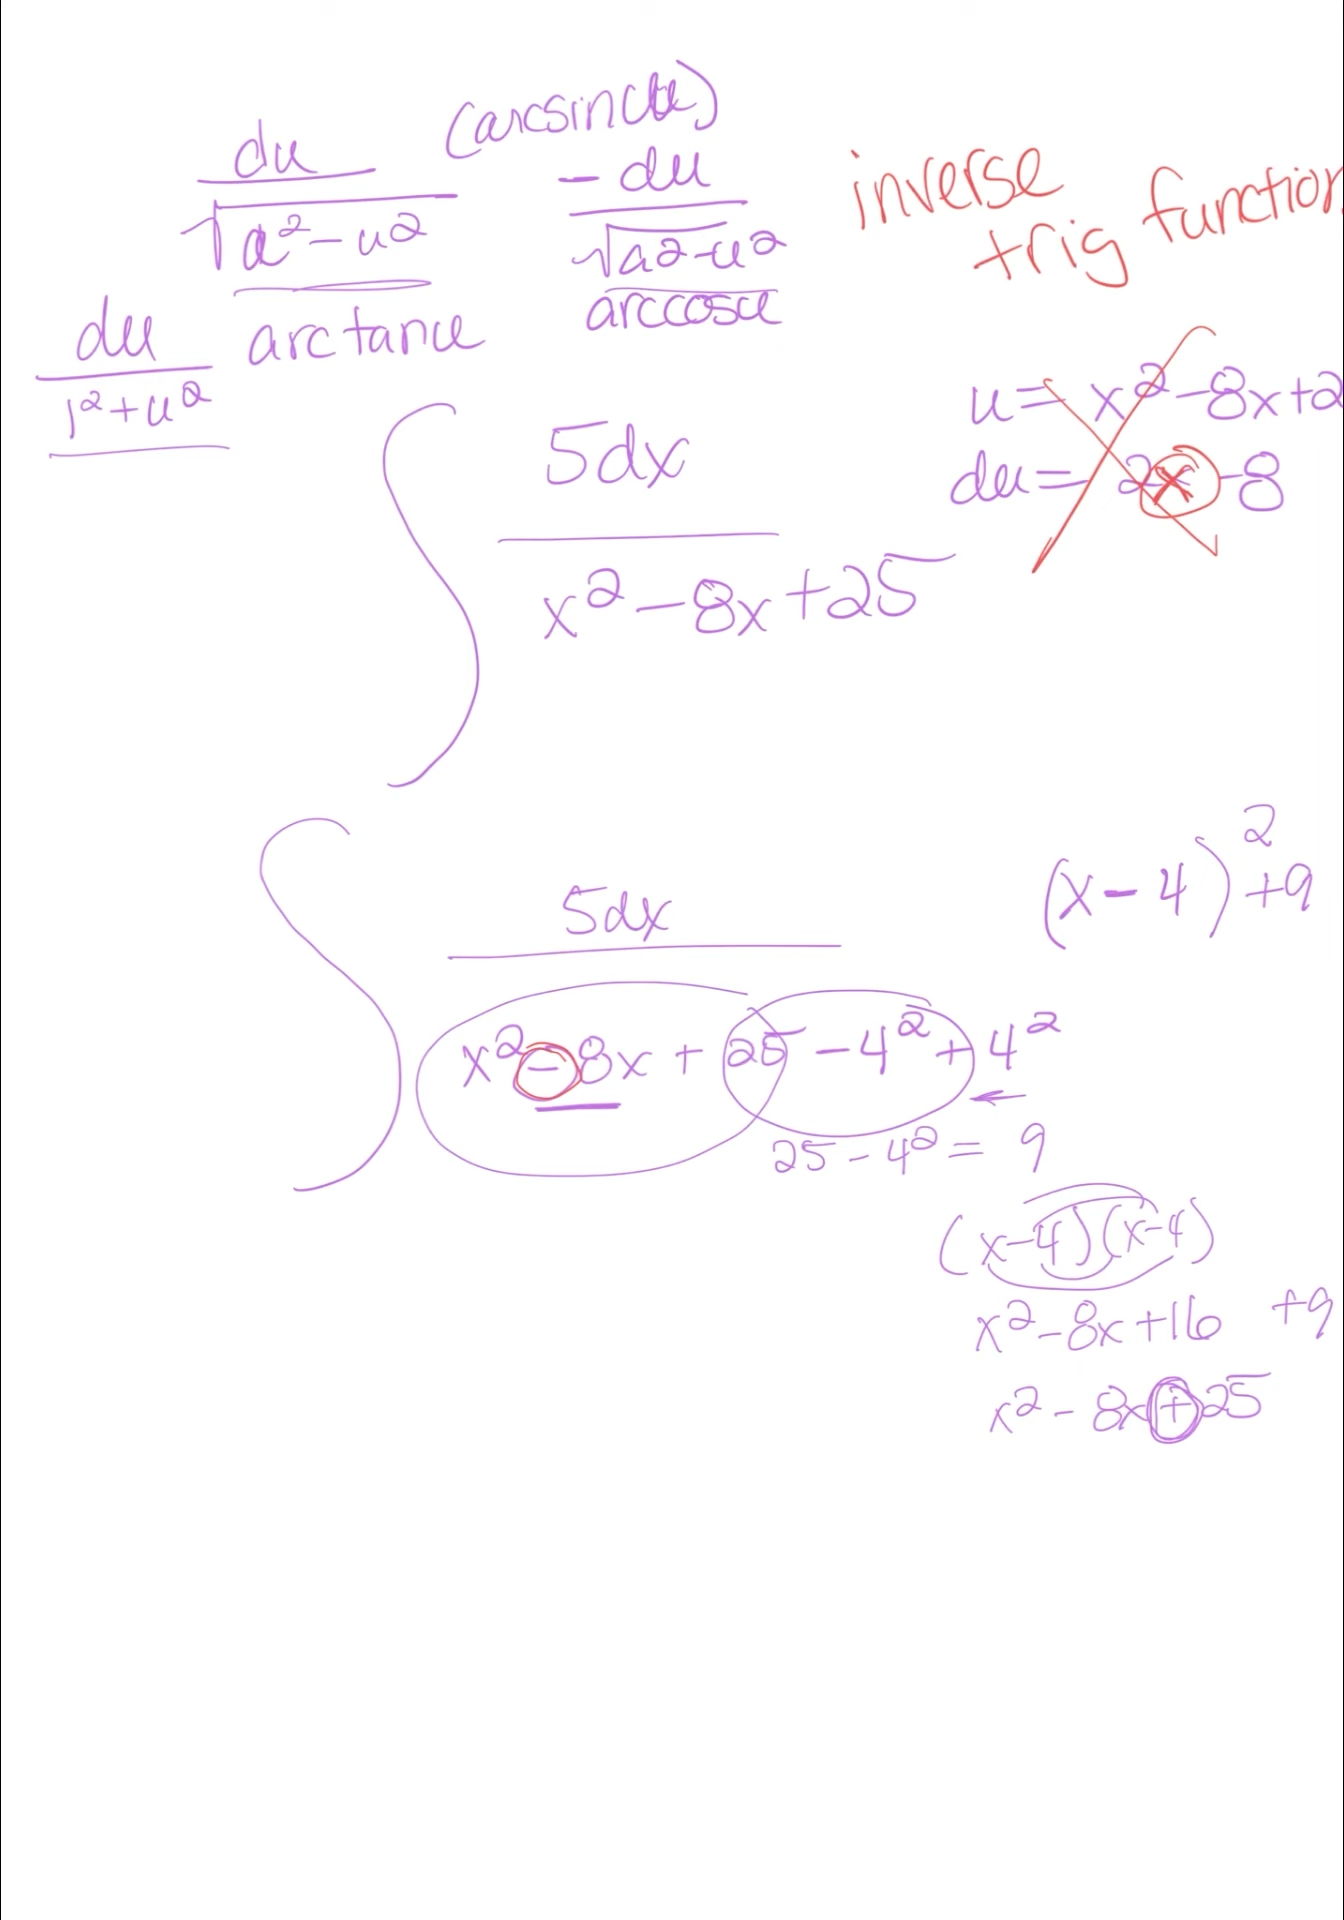 (arcsin(u)
du
√a²-u²
-du
√a²-u²
arccosu
inverse
trig function
du
1²+u²
arctanu
u= x²-8x+2
du= 2x-8
∫ 5dx
x²-8x+25
(x-4)²+9
∫ 5dx
x²-8x+25-4²+4²
25-4²= 9
(x-4)(x-4)
x²-8x+16 +9
x²-8x+25